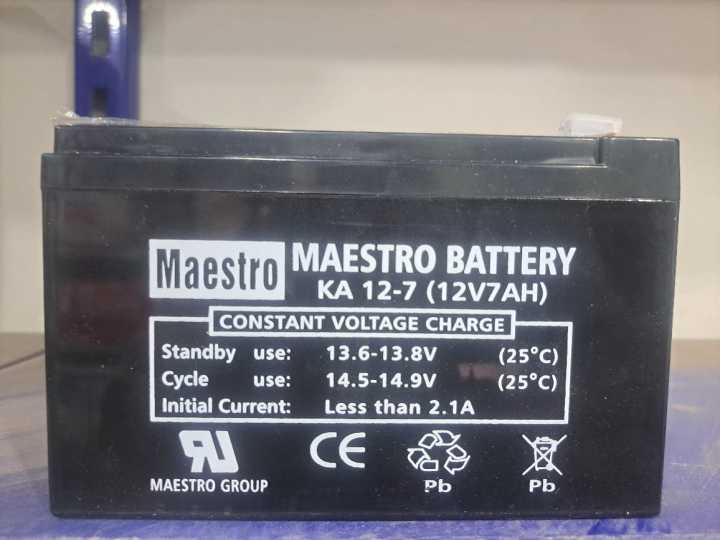 Maestro
MAESTRO BATTERY
KA 12-7 (12V7AH)
CONSTANT VOLTAGE CHARGE
Standby use: 13.6-13.8V (25°C)
Cycle use: 14.5-14.9V (25°C)
Initial Current: Less than 2.1A
UR CE
MAESTRO GROUP Pb Pb